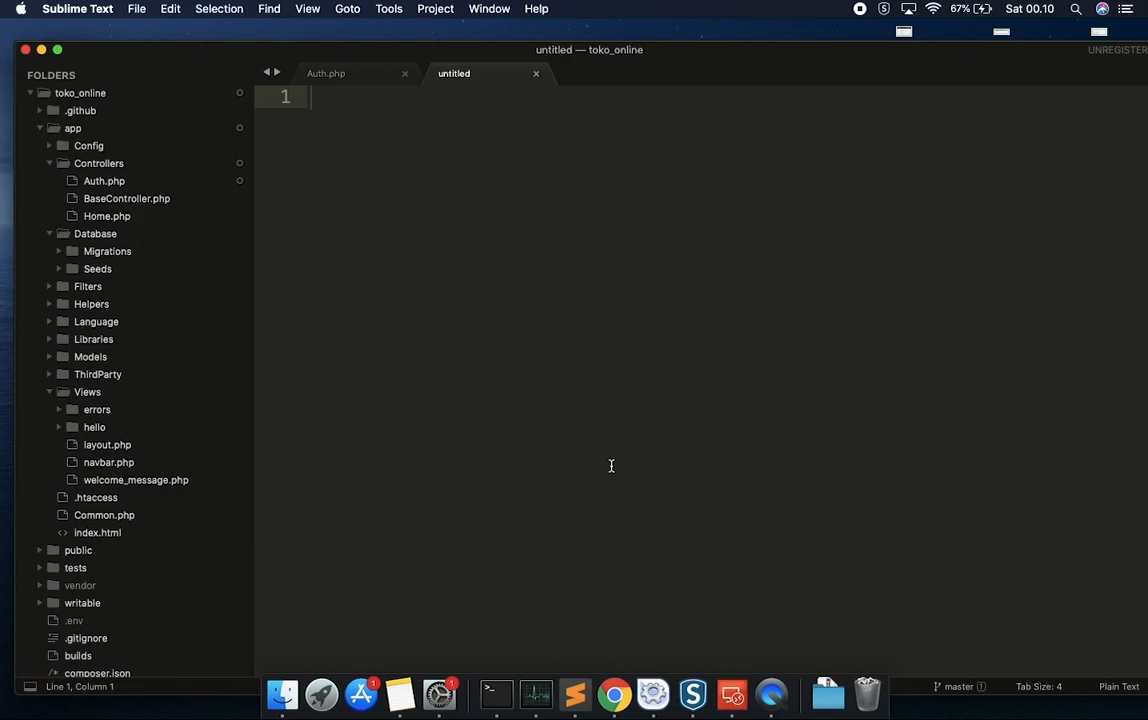 Sublime Text File Edit Selection Find View Goto Tools Project Window Help S 67% Sat 00.10
untitled — toko_online UNREGISTER
FOLDERS
Auth.php untitled
1
toko_online
.github
app
Config
Controllers
Auth.php
BaseController.php
Home.php
Database
Migrations
Seeds
Filters
Helpers
Language
Libraries
Models
ThirdParty
Views
errors
hello
layout.php
navbar.php
welcome_message.php
.htaccess
Common.php
index.html
public
tests
vendor
writable
.env
.gitignore
builds
composer.json
Line 1, Column 1 master 1 Tab Size: 4 Plain Text
1 1 S